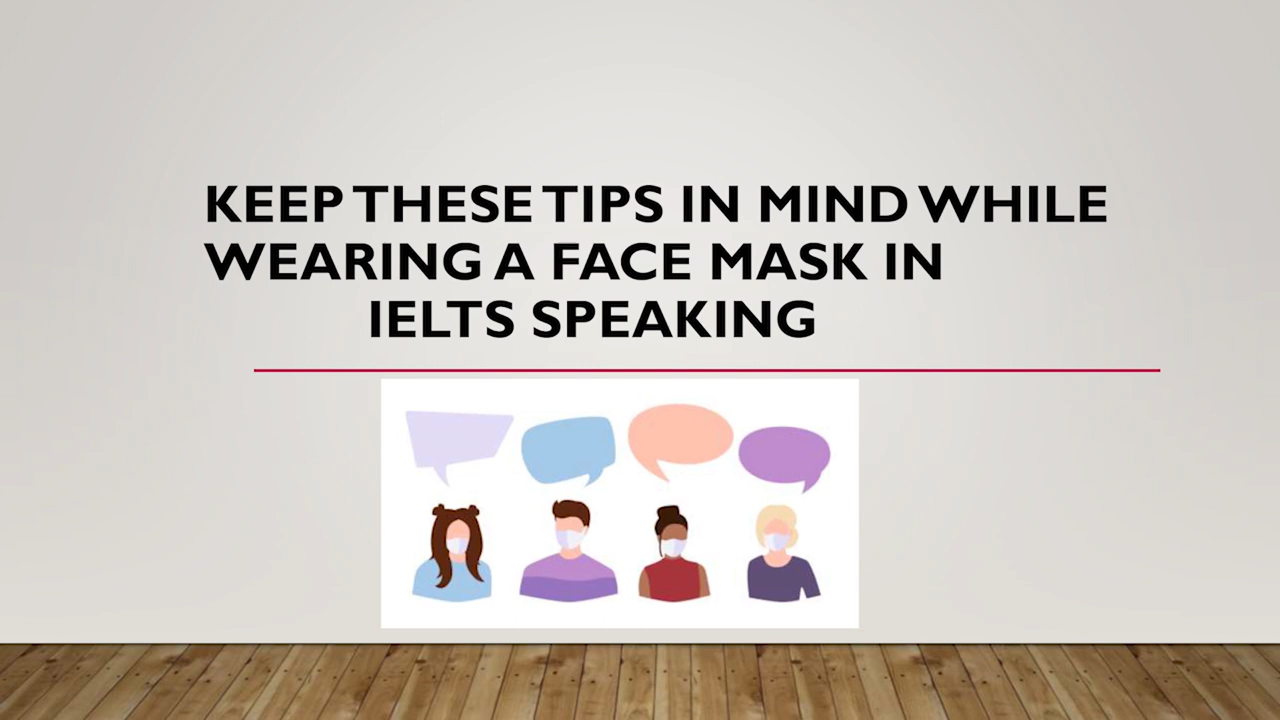 KEEP THESE TIPS IN MIND WHILE
WEARING A FACE MASK IN
IELTS SPEAKING